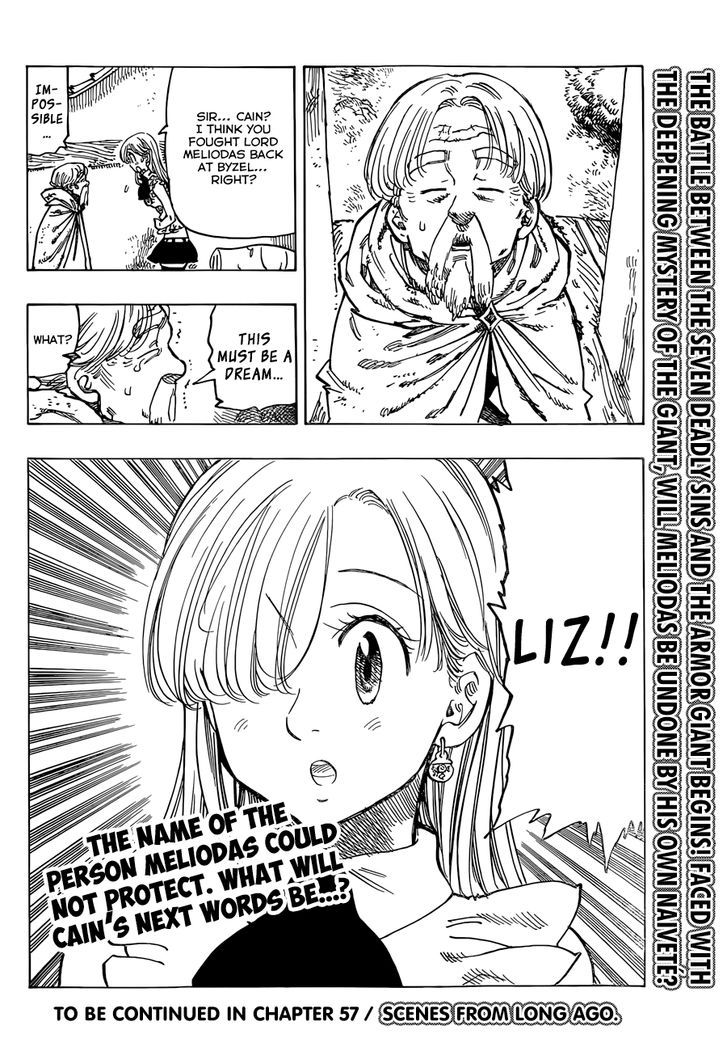 THE BATTLE BETWEEN THE SEVEN DEADLY SINS AND THE ARMOR GIANT BEGINS! FACED WITH
THE DEEPENING MYSTERY OF THE GIANT, WILL MELIODAS BE UNDONE BY HIS OWN NAIVETÉ?
SIR... CAIN?
I THINK YOU
FOUGHT LORD
MELIODAS BACK
AT BYZEL...
RIGHT?
IM-
POS-
SIBLE
...
THIS
MUST BE A
DREAM...
WHAT?
LIZ!!
THE NAME OF THE
PERSON MELIODAS COULD
NOT PROTECT. WHAT WILL
CAIN'S NEXT WORDS BE...?
TO BE CONTINUED IN CHAPTER 57 / SCENES FROM LONG AGO.